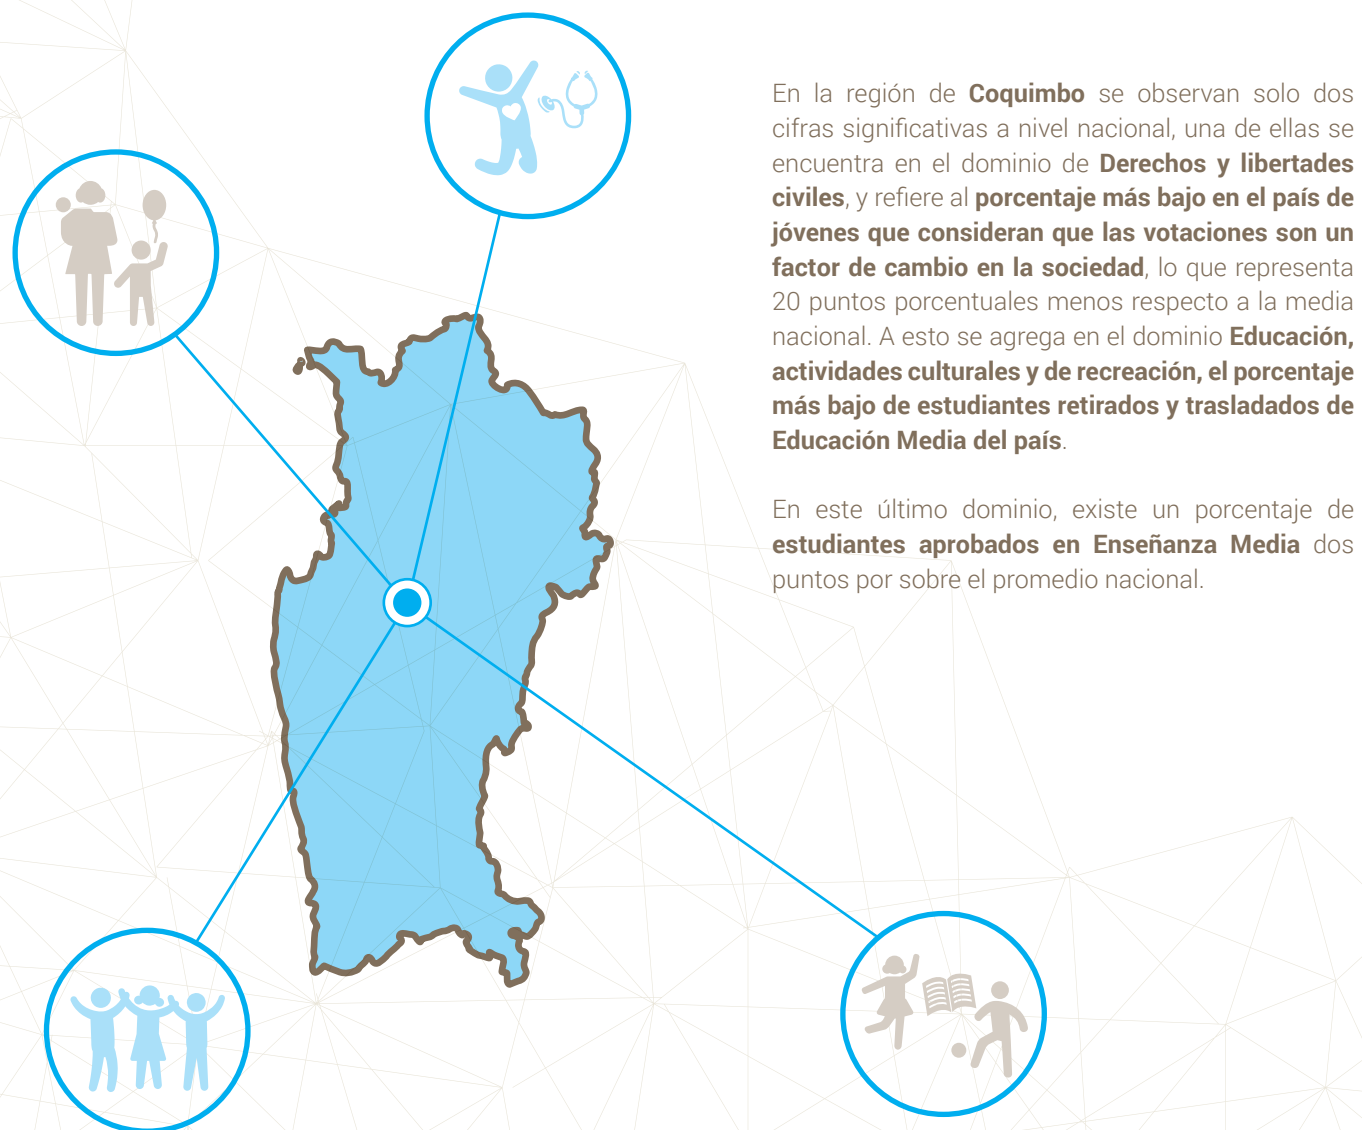 En la región de Coquimbo se observan solo dos
cifras significativas a nivel nacional, una de ellas se
encuentra en el dominio de Derechos y libertades
civiles, y refiere al porcentaje más bajo en el país de
jóvenes que consideran que las votaciones son un
factor de cambio en la sociedad, lo que representa
20 puntos porcentuales menos respecto a la media
nacional. A esto se agrega en el dominio Educación,
actividades culturales y de recreación, el porcentaje
más bajo de estudiantes retirados y trasladados de
Educación Media del país.
En este último dominio, existe un porcentaje de
estudiantes aprobados en Enseñanza Media dos
puntos por sobre el promedio nacional.